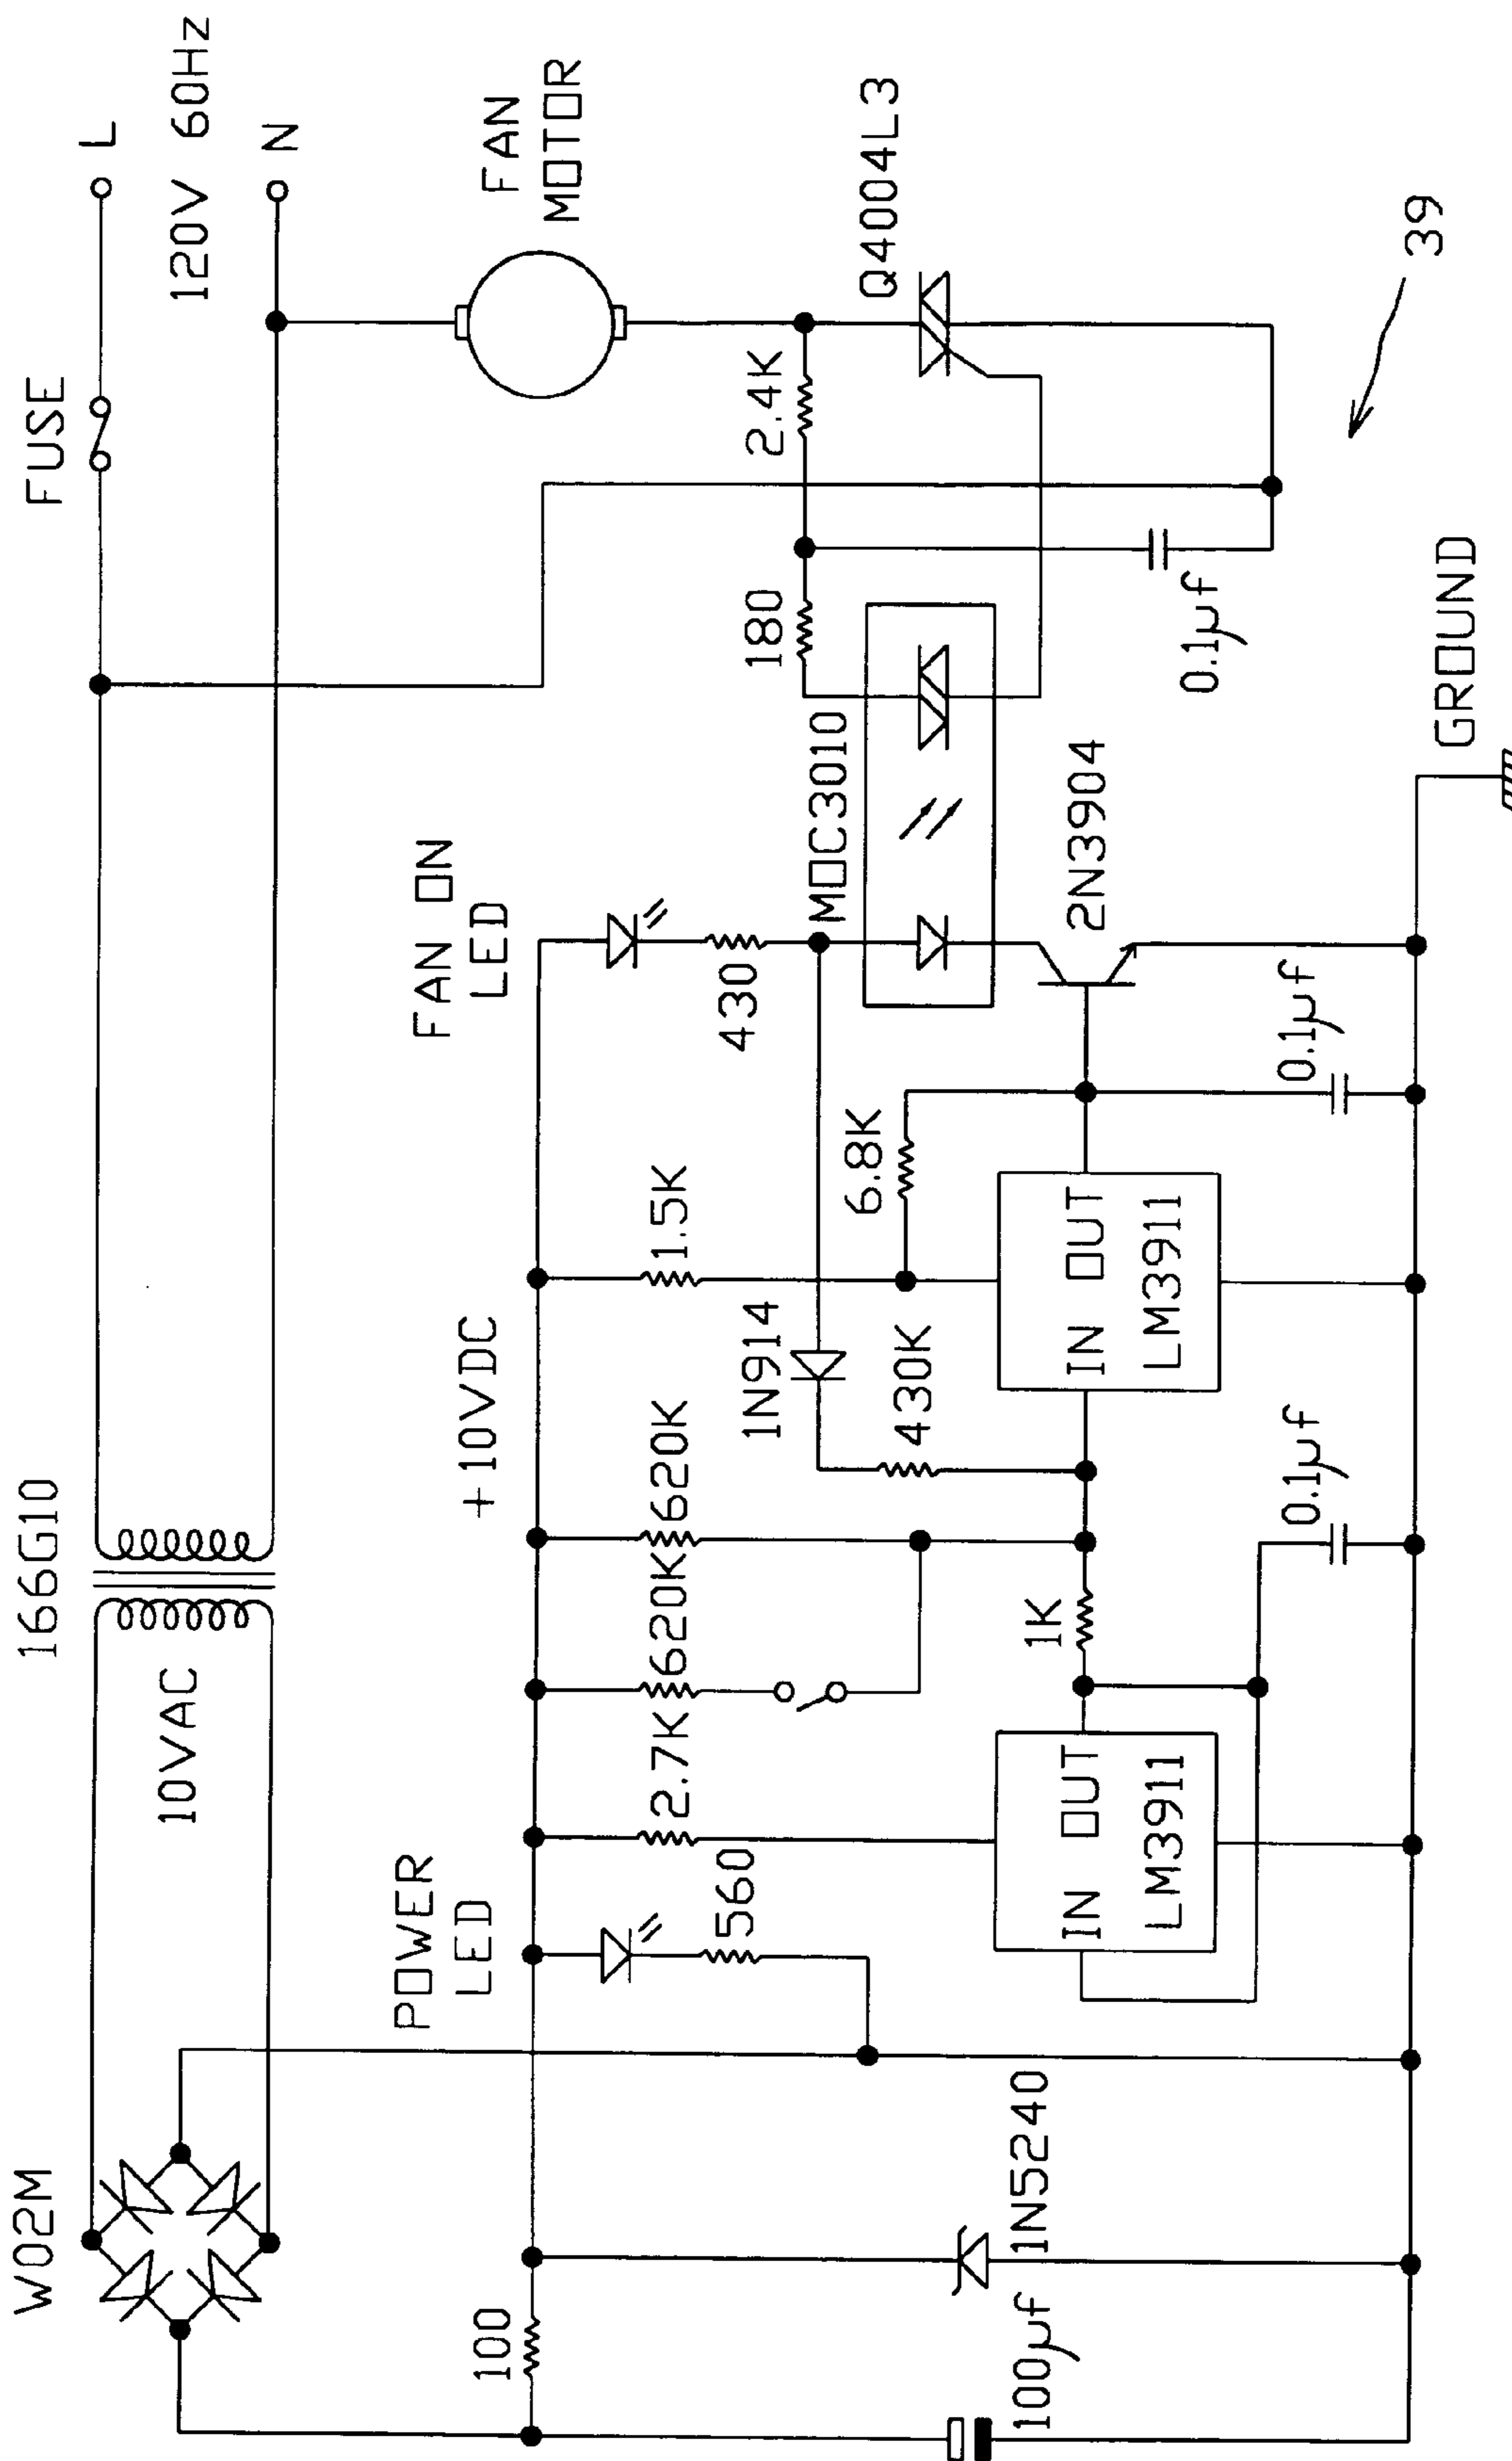 W02M
166G10
FUSE
L
10VAC
120V 60Hz
N
POWER
LED
+10VDC
FAN ON
LED
FAN
MOTOR
100
560
2.7K
620K
620K
1.5K
430
180
2.4K
1N914
430K
6.8K
MOC3010
Q4004L3
100µf
1N5240
IN OUT
LM3911
1K
IN OUT
LM3911
2N3904
0.1µf
0.1µf
0.1µf
GROUND
39